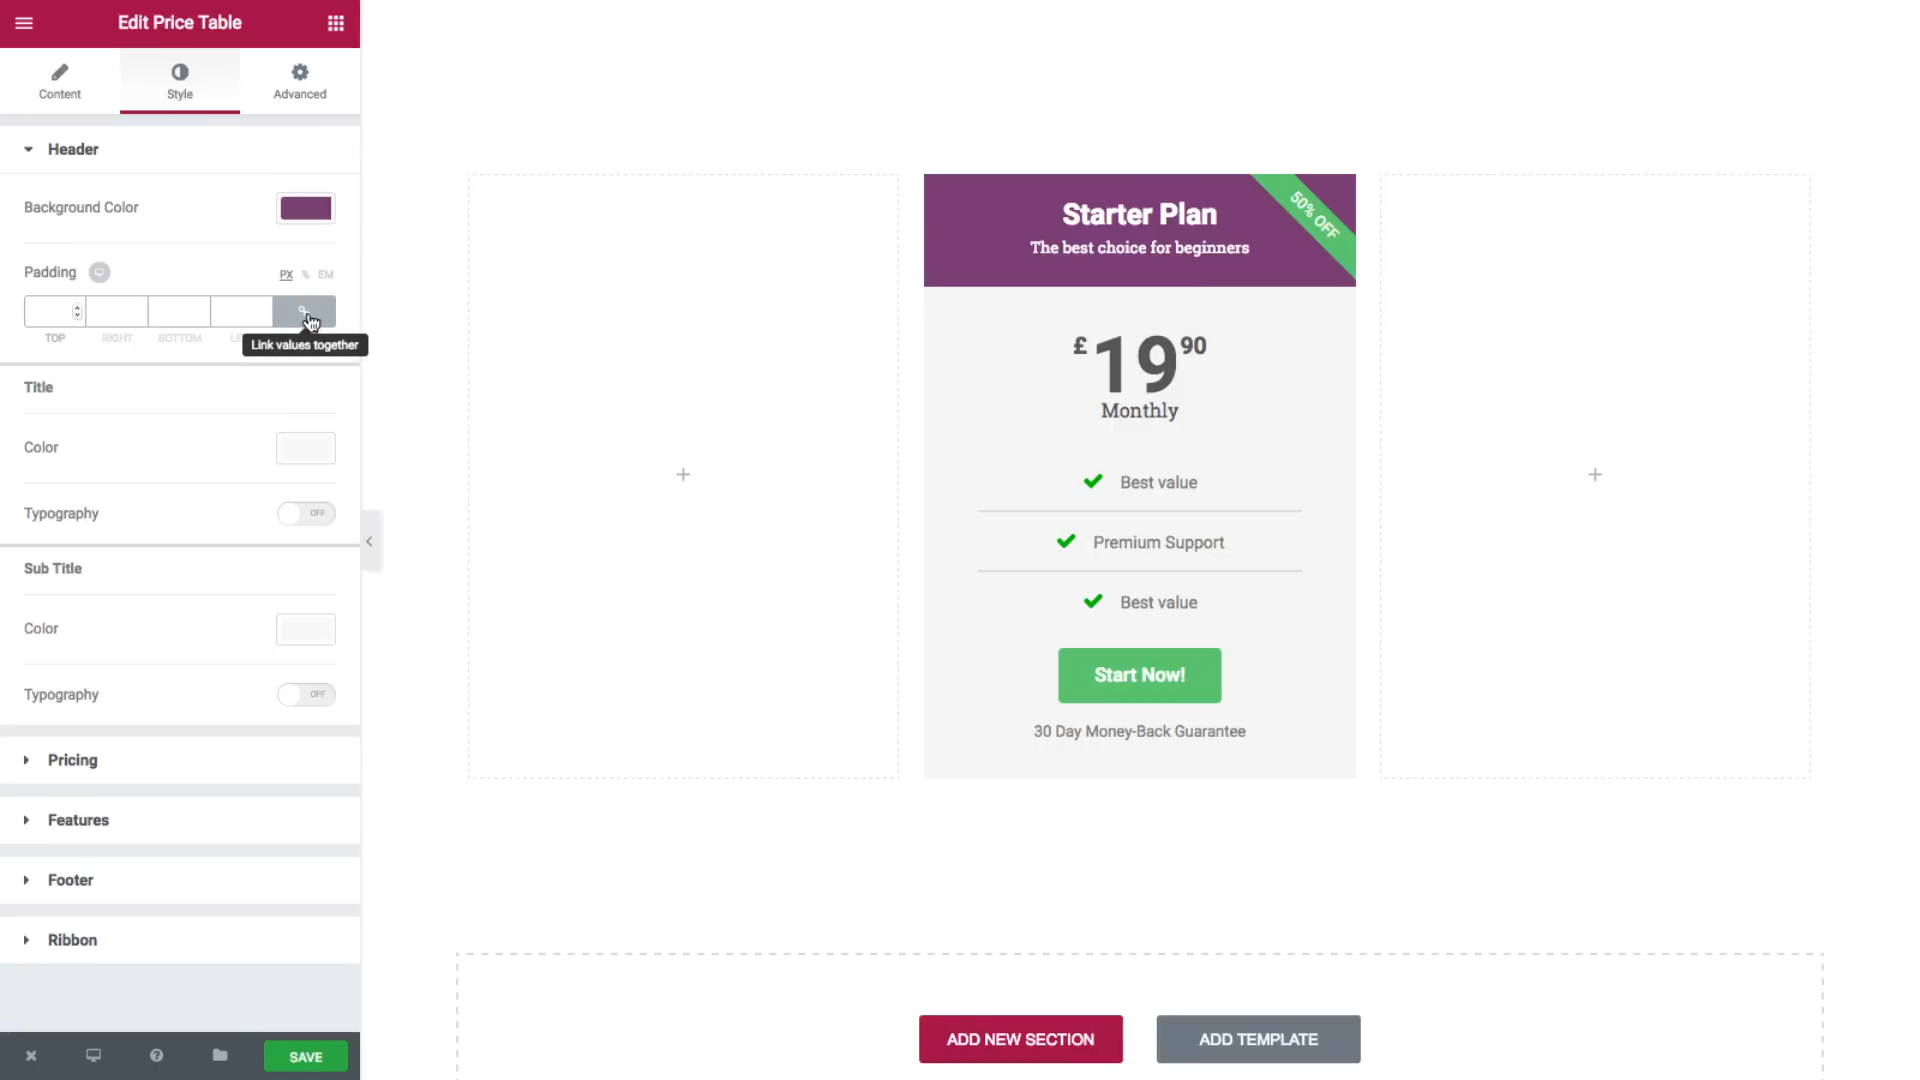 Edit Price Table
Content
Style
Advanced
Header
Background Color
Padding
PX % EM
TOP RIGHT BOTTOM
Link values together
Title
Color
Typography
OFF
Sub Title
Color
Typography
OFF
Pricing
Features
Footer
Ribbon
SAVE
Starter Plan
The best choice for beginners
50% OFF
£ 19 90
Monthly
Best value
Premium Support
Best value
Start Now!
30 Day Money-Back Guarantee
ADD NEW SECTION
ADD TEMPLATE